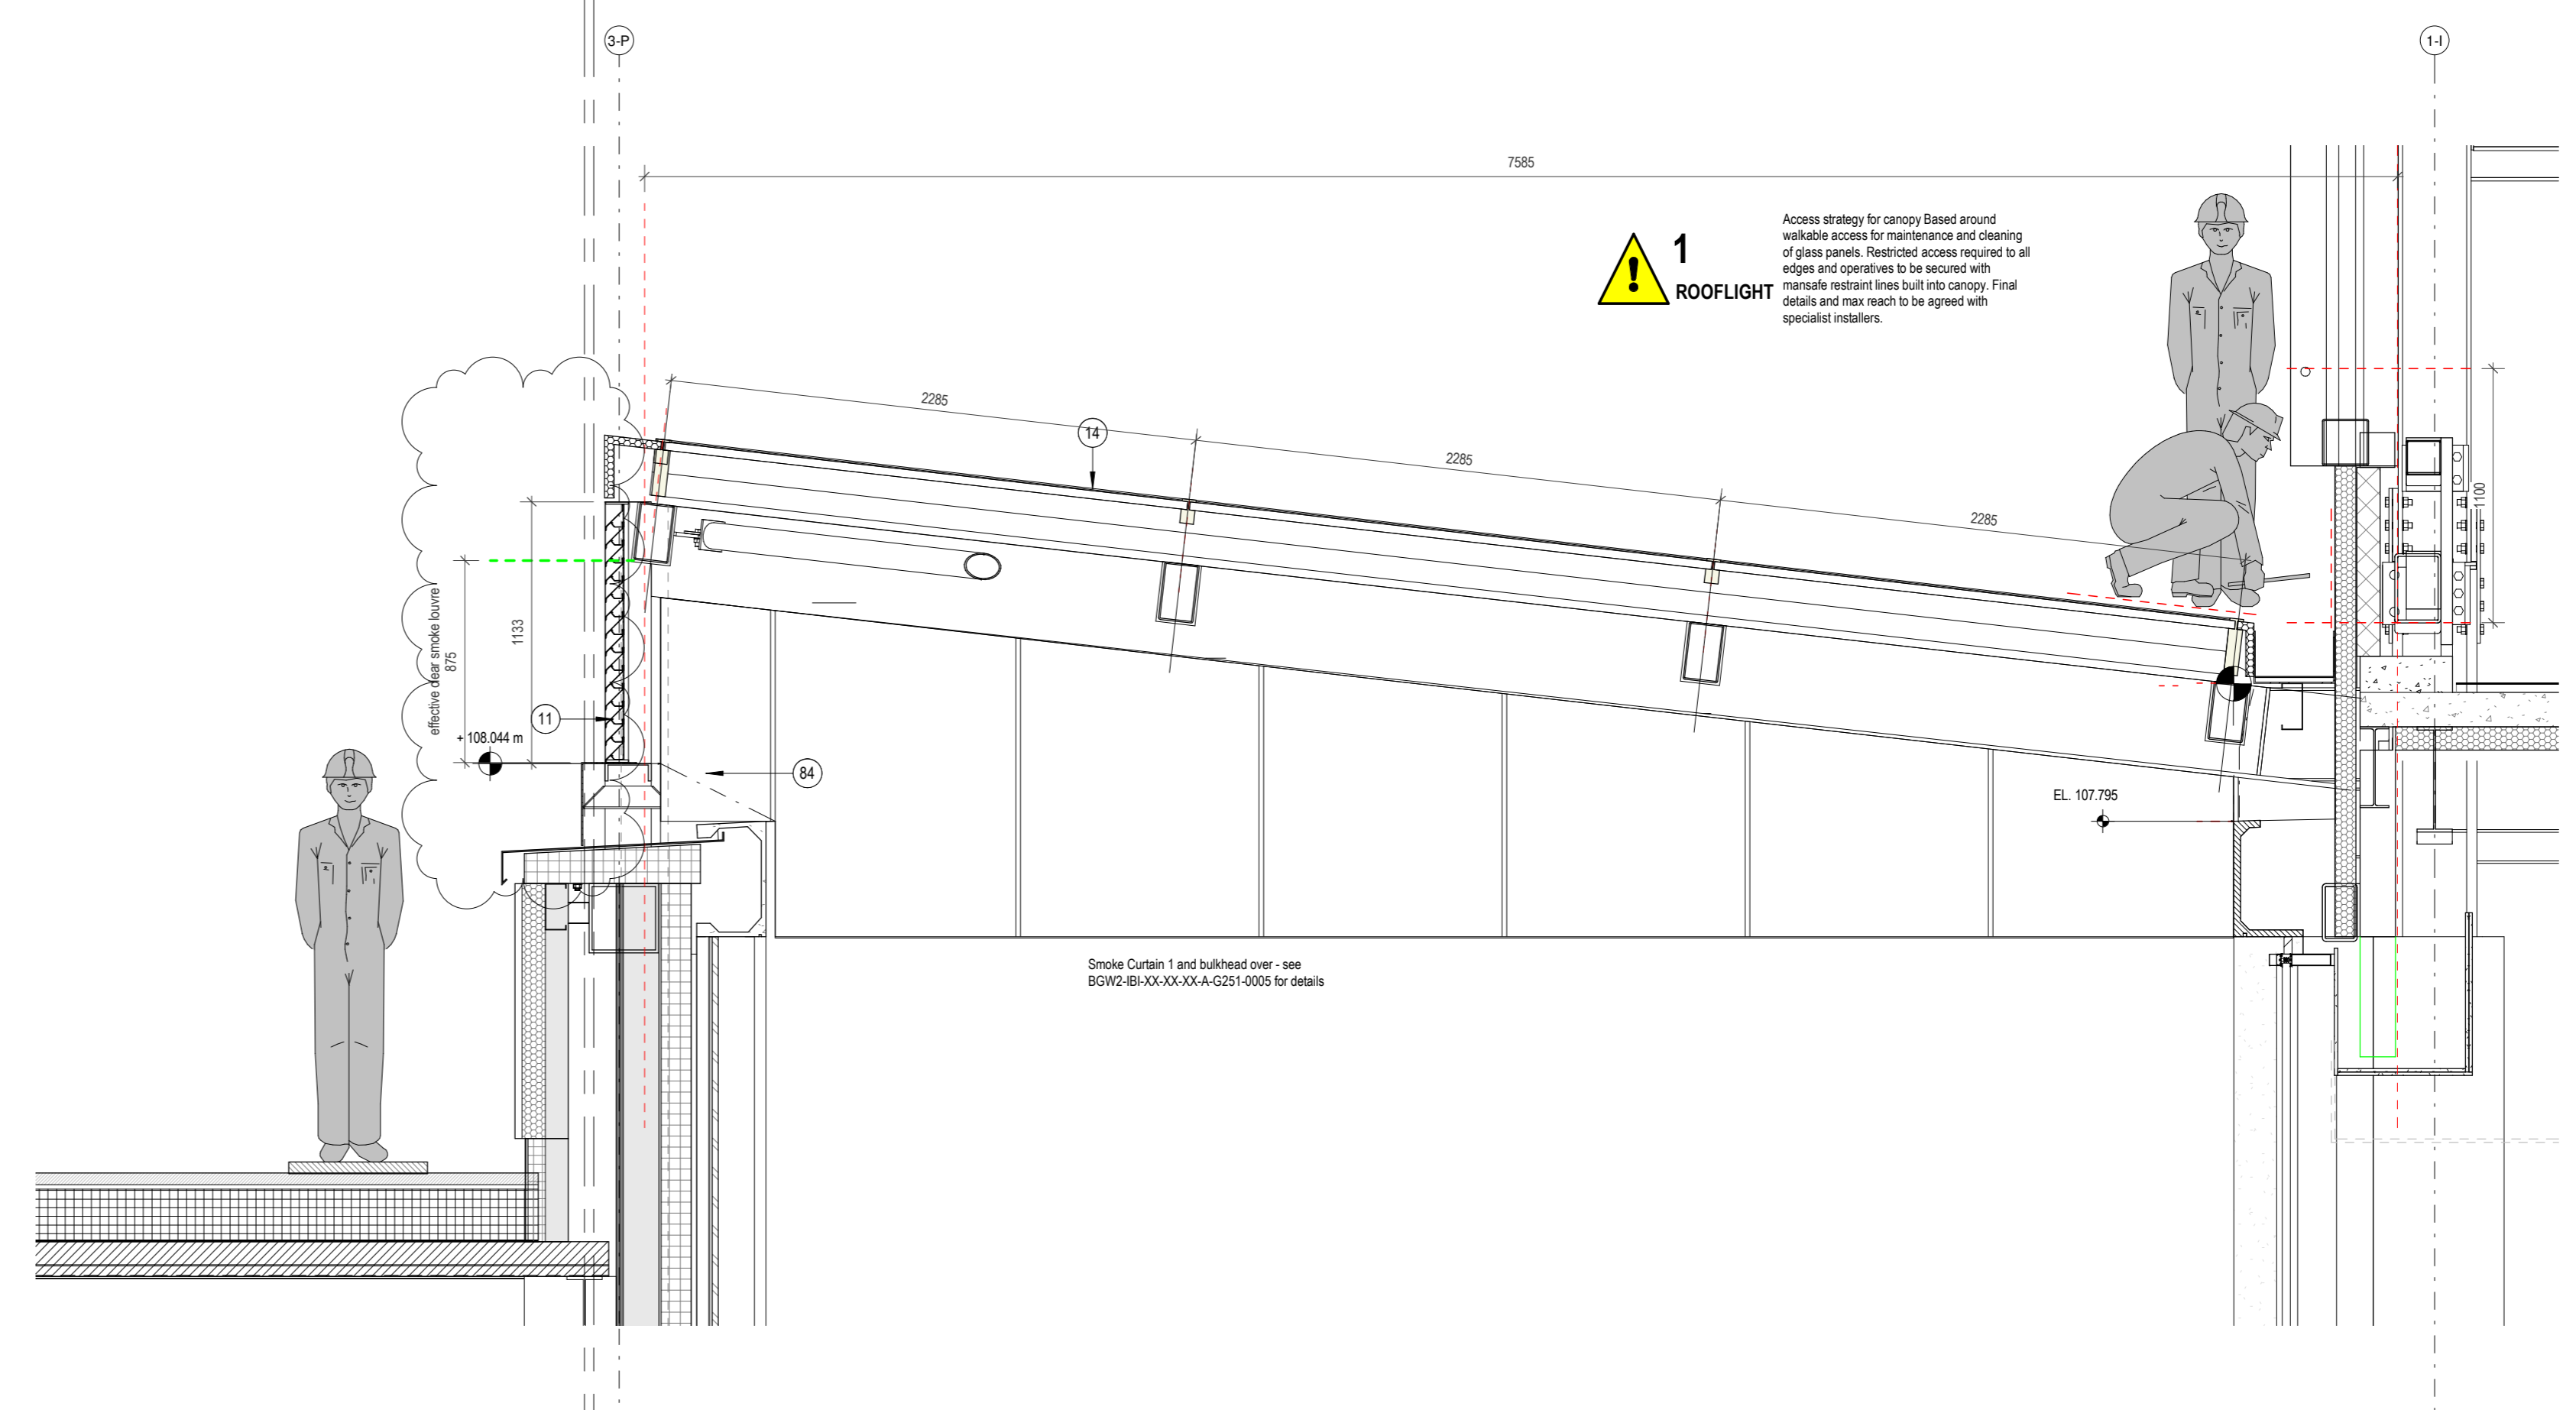 3-P
1-I
7585
1
ROOFLIGHT
Access strategy for canopy Based around
walkable access for maintenance and cleaning
of glass panels. Restricted access required to all
edges and operatives to be secured with
mansafe restraint lines built into canopy. Final
details and max reach to be agreed with
specialist installers.
2285
14
2285
2285
1100
effective clear smoke louvre
875
1133
11
+ 108.044 m
84
EL. 107.795
Smoke Curtain 1 and bulkhead over - see
BGW2-IBI-XX-XX-XX-A-G251-0005 for details